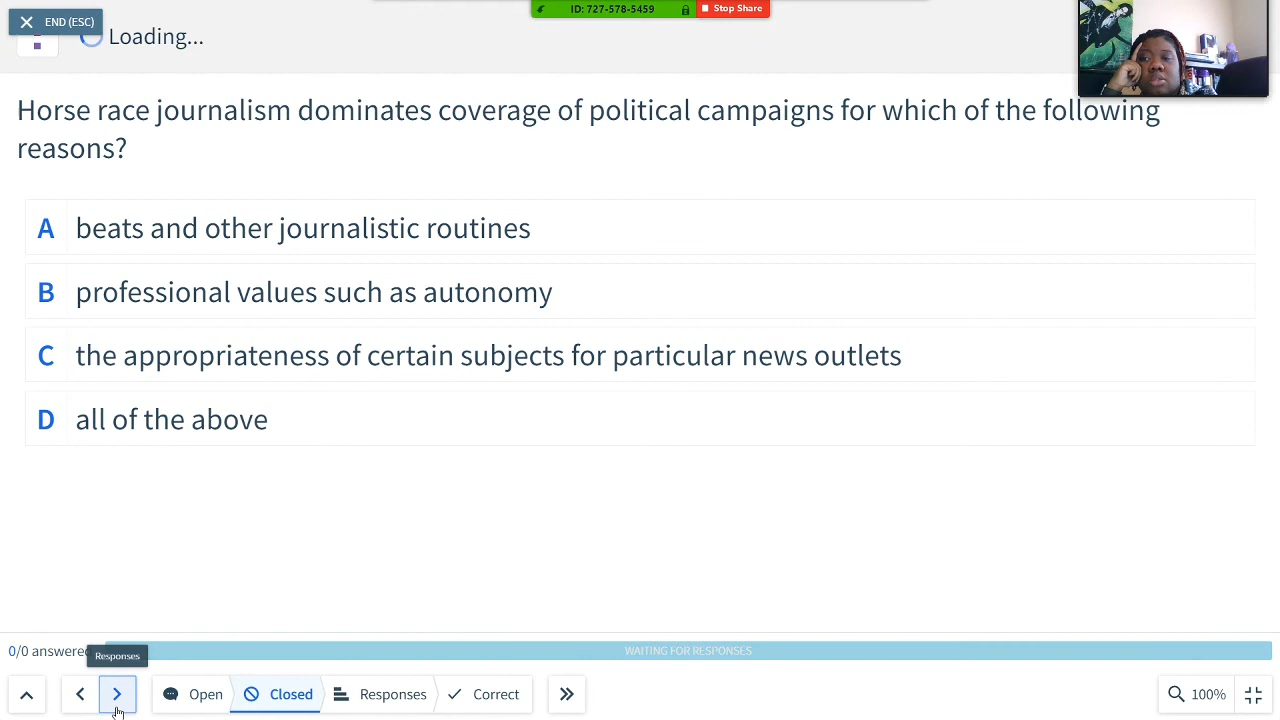 END (ESC)
ID: 727-578-5459
Stop Share
Loading...
Horse race journalism dominates coverage of political campaigns for which of the following
reasons?
A beats and other journalistic routines
B professional values such as autonomy
C the appropriateness of certain subjects for particular news outlets
D all of the above
0/0 answered
WAITING FOR RESPONSES
Responses
Open
Closed
Responses
Correct
100%